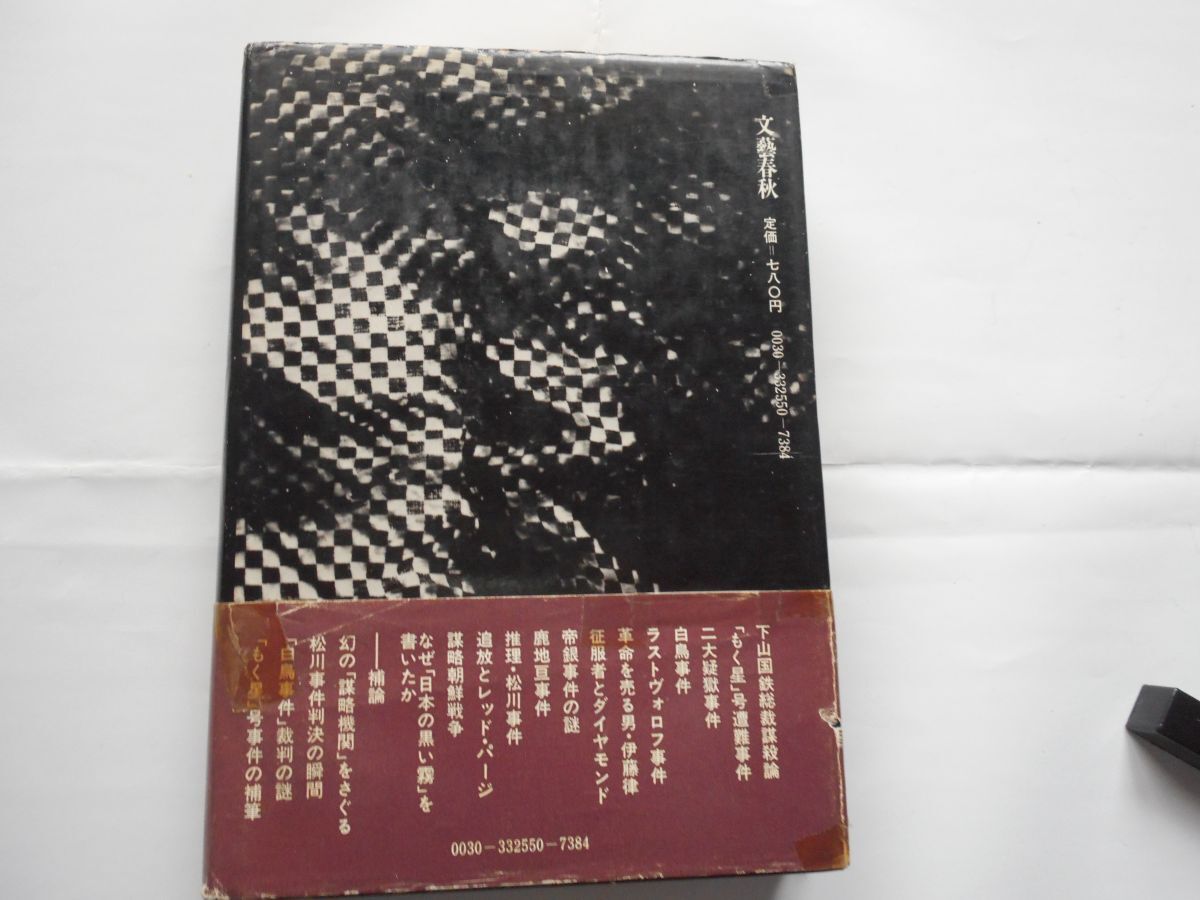 文藝春秋
定価＝七八〇円
0030－332550－7384
下山国鉄総裁謀殺論
「もく星」号遭難事件
二大疑獄事件
白鳥事件
ラストヴォロフ事件
革命を売る男・伊藤律
征服者とダイヤモンド
帝銀事件の謎
鹿地亘事件
推理・松川事件
追放とレッド・パージ
謀略朝鮮戦争
なぜ「日本の黒い霧」を
書いたか
――補論
幻の「謀略機関」をさぐる
松川事件判決の瞬間
「白鳥事件」裁判の謎
「もく星」号事件の補筆
0030－332550－7384